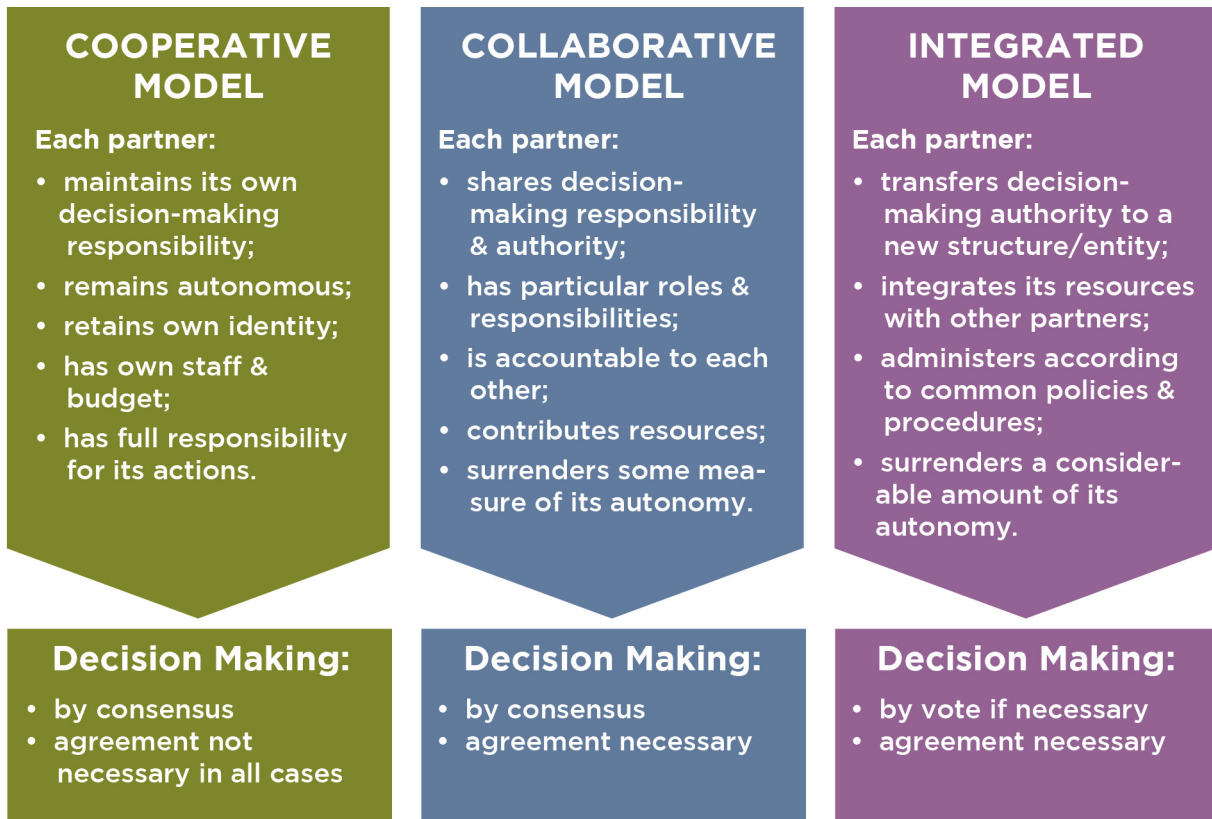 COOPERATIVE
MODEL
Each partner:
• maintains its own
decision-making
responsibility;
• remains autonomous;
• retains own identity;
• has own staff &
budget;
• has full responsibility
for its actions.
Decision Making:
• by consensus
• agreement not
necessary in all cases
COLLABORATIVE
MODEL
Each partner:
• shares decision-
making responsibility
& authority;
• has particular roles &
responsibilities;
• is accountable to each
other;
• contributes resources;
• surrenders some mea-
sure of its autonomy.
Decision Making:
• by consensus
• agreement necessary
INTEGRATED
MODEL
Each partner:
• transfers decision-
making authority to a
new structure/entity;
• integrates its resources
with other partners;
• administers according
to common policies &
procedures;
• surrenders a consider-
able amount of its
autonomy.
Decision Making:
• by vote if necessary
• agreement necessary